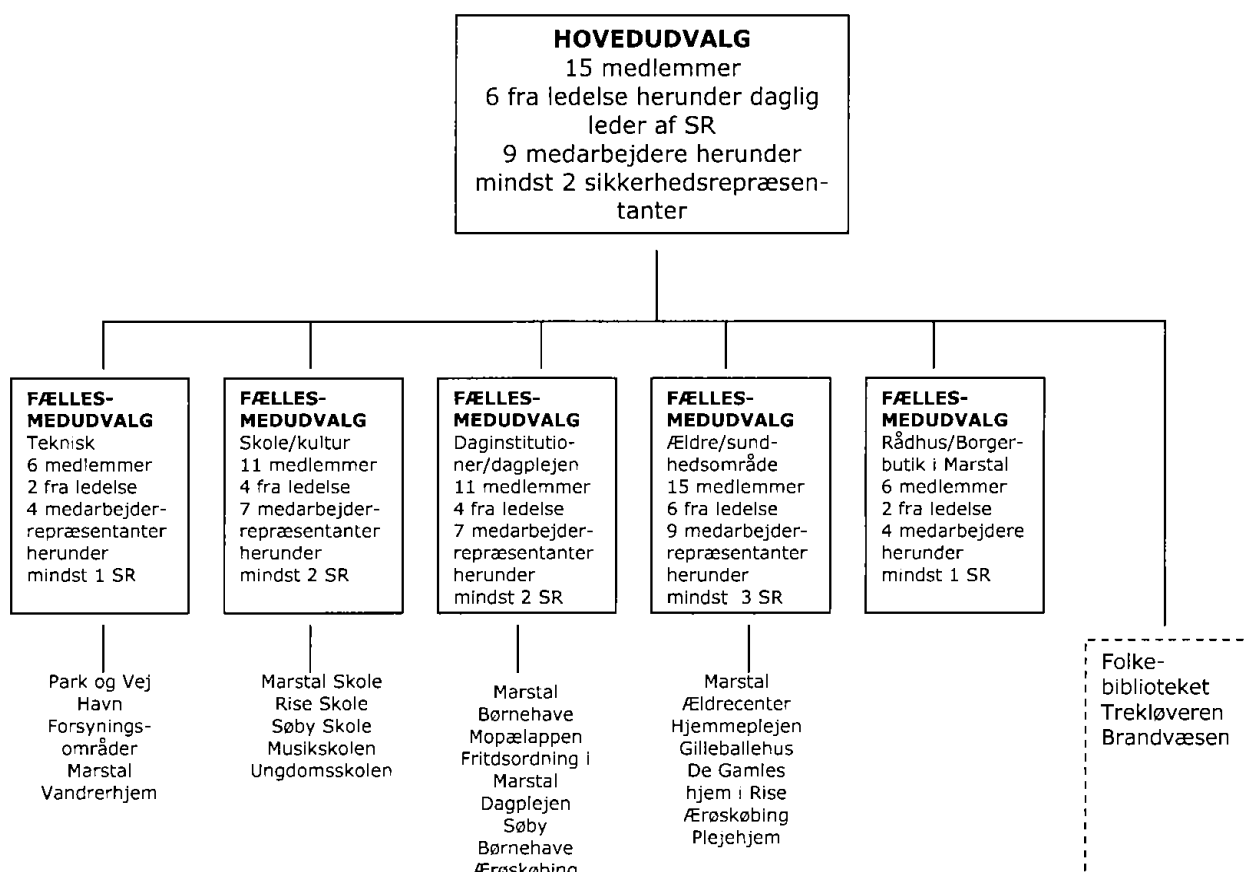 HOVEDUDVALG
15 medlemmer
6 fra ledelse herunder daglig
leder af SR
9 medarbejdere herunder
mindst 2 sikkerhedsrepræsen-
tanter
FÆLLES-
MEDUDVALG
Teknisk
6 medlemmer
2 fra ledelse
4 medarbejder-
repræsentanter
herunder
mindst 1 SR
FÆLLES-
MEDUDVALG
Skole/kultur
11 medlemmer
4 fra ledelse
7 medarbejder-
repræsentanter
herunder
mindst 2 SR
FÆLLES-
MEDUDVALG
Daginstitutio-
ner/dagplejen
11 medlemmer
4 fra ledelse
7 medarbejder-
repræsentanter
herunder
mindst 2 SR
FÆLLES-
MEDUDVALG
Ældre/sund-
hedsområde
15 medlemmer
6 fra ledelse
9 medarbejder-
repræsentanter
herunder
mindst 3 SR
FÆLLES-
MEDUDVALG
Rådhus/Borger-
butik i Marstal
6 medlemmer
2 fra ledelse
4 medarbejdere
herunder
mindst 1 SR
Park og Vej
Havn
Forsynings-
områder
Marstal
Vandrerhjem
Marstal Skole
Rise Skole
Søby Skole
Musikskolen
Ungdomsskolen
Marstal
Børnehave
Mopælappen
Fritdsordning i
Marstal
Dagplejen
Søby
Børnehave
Ærøskøbing
Marstal
Ældrecenter
Hjemmeplejen
Gilleballehus
De Gamles
hjem i Rise
Ærøskøbing
Plejehjem
Folke-
biblioteket
Trekløveren
Brandvæsen